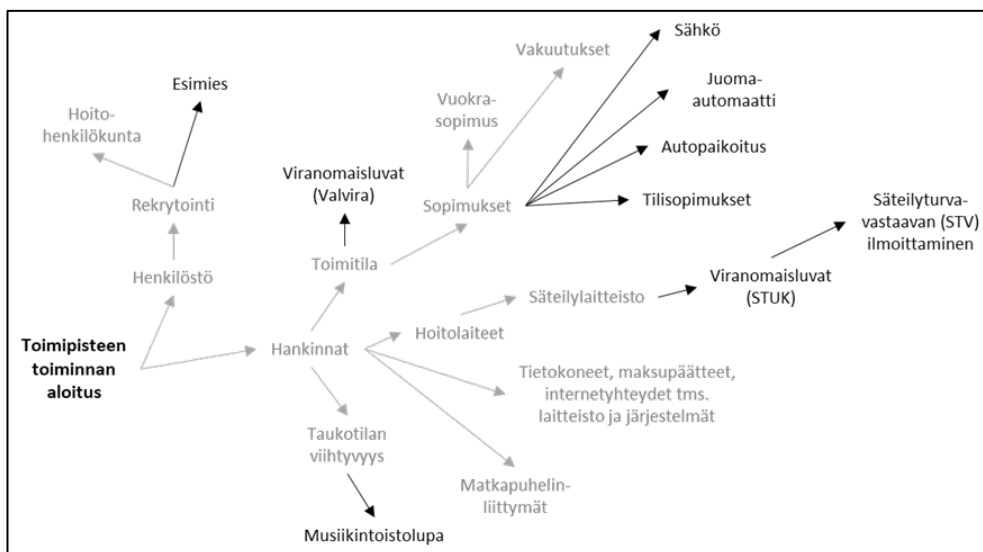 Sähkö
Vakuutukset
Esimies
Juoma-
automaatti
Hoito-
henkilökunta
Vuokra-
sopimus
Autopaikoitus
Viranomaisluvat
(Valvira)
Rekrytointi
Sopimukset
Tilisopimukset
Säteilyturva-
vastaavan (STV)
ilmoittaminen
Henkilöstö
Toimitila
Viranomaisluvat
(STUK)
Säteilylaitteisto
Hoitolaiteet
Toimipisteen
toiminnan
aloitus
Hankinnat
Tietokoneet, maksupäätteet,
internetyhteydet tms.
laitteisto ja järjestelmät
Taukotilan
viihtyvyys
Matkapuhelin-
liittymät
Musiikintoistolupa